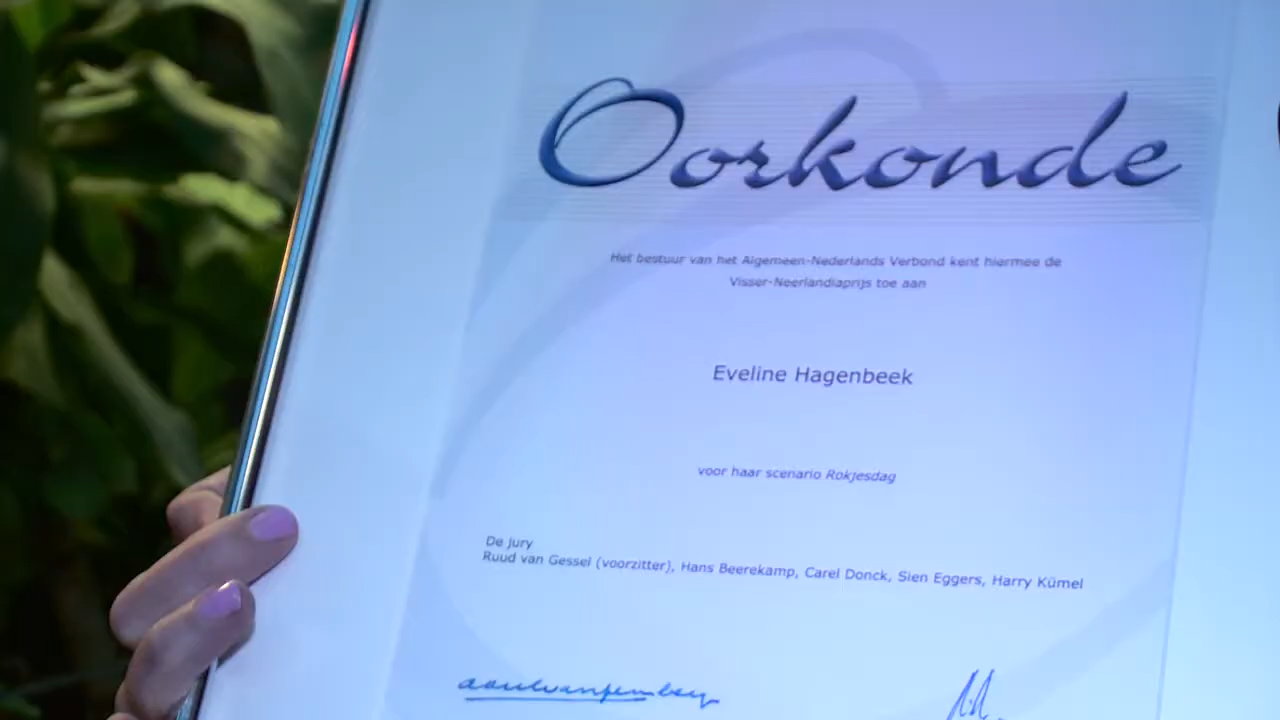 Oorkonde
Het bestuur van het Algemeen-Nederlands Verbond kent hiermee de
Visser-Neerlandiaprijs toe aan
Eveline Hagenbeek
voor haar scenario Rokjesdag
De jury
Ruud van Gessel (voorzitter), Hans Beerekamp, Carel Donck, Sien Eggers, Harry Kümel